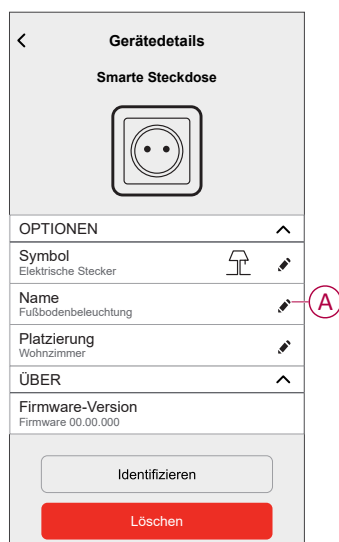 Gerätedetails
Smarte Steckdose
OPTIONEN
Symbol
Elektrische Stecker
Name
Fußbodenbeleuchtung
A
Platzierung
Wohnzimmer
ÜBER
Firmware-Version
Firmware 00.00.000
Identifizieren
Löschen